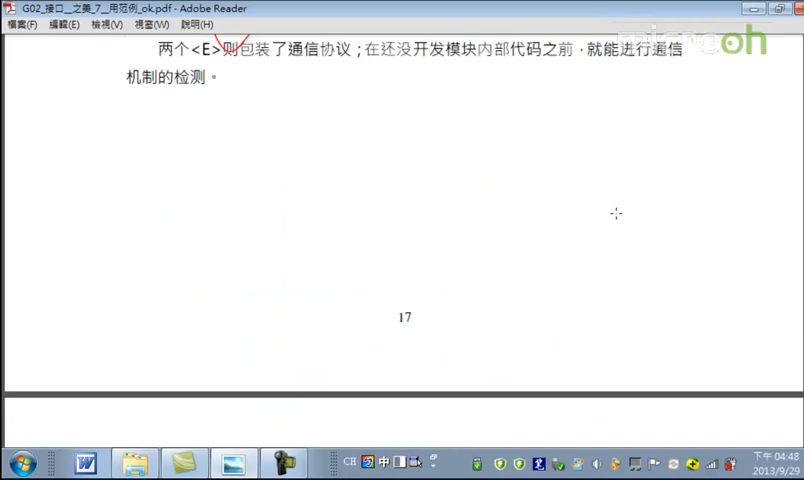 G02_接口__之美_7__用范例_ok.pdf - Adobe Reader
檔案(F) 編輯(E) 檢視(V) 視窗(W) 說明(H)
microoh
两个<E>则包装了通信协议；在还没开发模块内部代码之前，就能进行通信
机制的检测。
17
CH 中
下午 04:48
2013/9/29